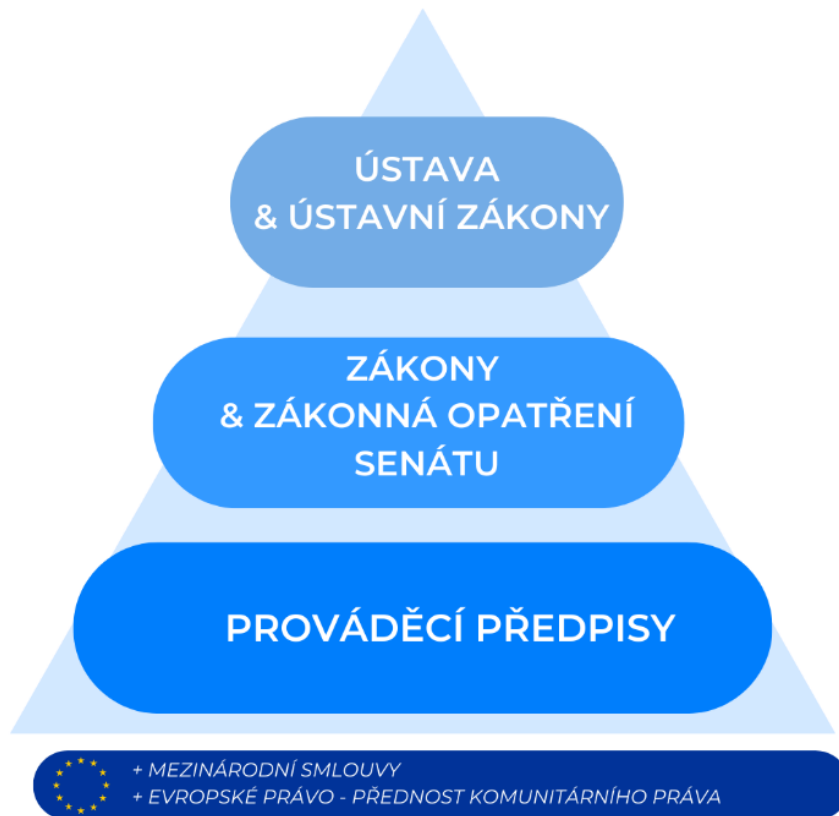 ÚSTAVA
& ÚSTAVNÍ ZÁKONY
ZÁKONY
& ZÁKONNÁ OPATŘENÍ
SENÁTU
PROVÁDĚCÍ PŘEDPISY
+ MEZINÁRODNÍ SMLOUVY
+ EVROPSKÉ PRÁVO - PŘEDNOST KOMUNITÁRNÍHO PRÁVA